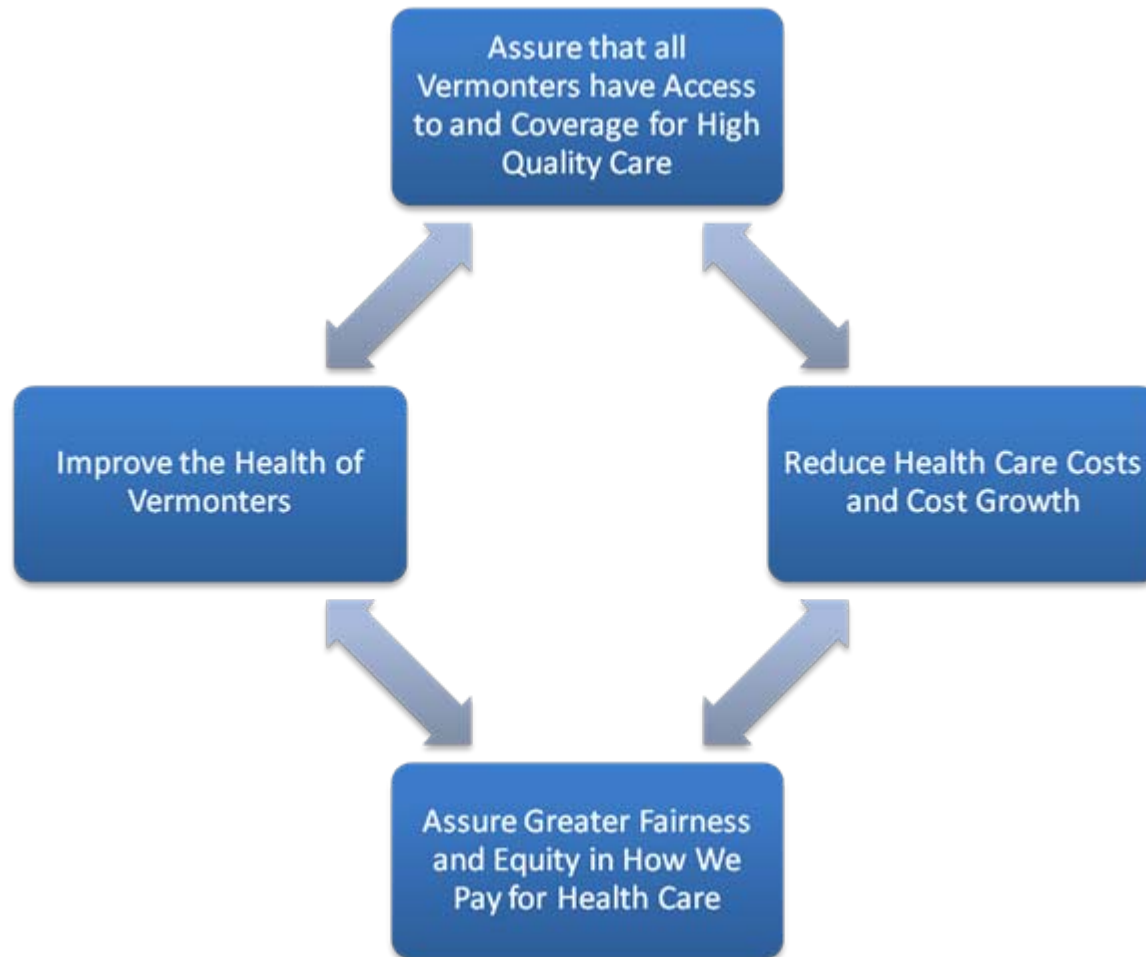 Assure that all
Vermonters have Access
to and Coverage for High
Quality Care
Improve the Health of
Vermonters
Reduce Health Care Costs
and Cost Growth
Assure Greater Fairness
and Equity in How We
Pay for Health Care